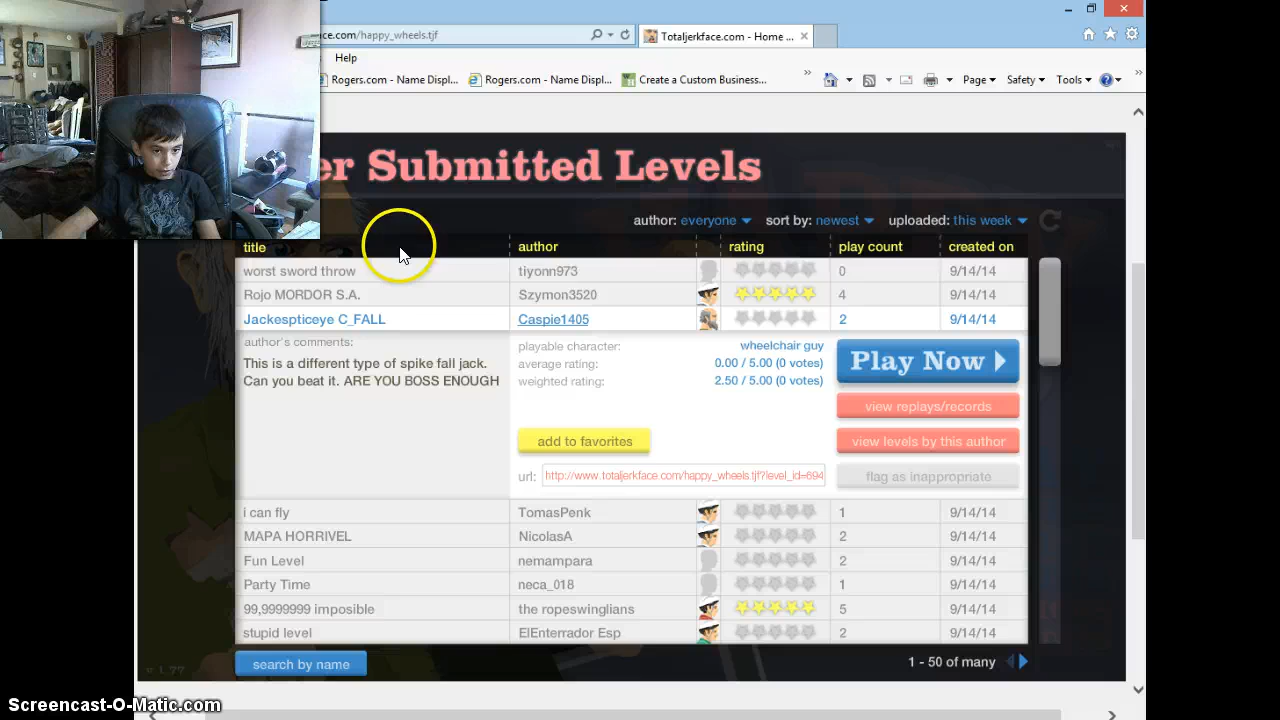 ace.com/happy_wheels.tjf
Totaljerkface.com - Home ...
Help
Rogers.com - Name Displ...
Rogers.com - Name Displ...
Create a Custom Business...
Page
Safety
Tools
er Submitted Levels
author: everyone
sort by: newest
uploaded: this week
title author rating play count created on
worst sword throw tiyonn973 0 9/14/14
Rojo MORDOR S.A. Szymon3520 4 9/14/14
Jackespticeye C_FALL Caspie1405 2 9/14/14
author's comments:
This is a different type of spike fall jack.
Can you beat it. ARE YOU BOSS ENOUGH
playable character: wheelchair guy
average rating: 0.00 / 5.00 (0 votes)
weighted rating: 2.50 / 5.00 (0 votes)
Play Now
view replays/records
add to favorites
view levels by this author
url: http://www.totaljerkface.com/happy_wheels.tjf?level_id=694
flag as inappropriate
i can fly TomasPenk 1 9/14/14
MAPA HORRIVEL NicolasA 2 9/14/14
Fun Level nemampara 2 9/14/14
Party Time neca_018 1 9/14/14
99,9999999 imposible the ropeswinglians 5 9/14/14
stupid level ElEnterrador Esp 2 9/14/14
search by name
1 - 50 of many
v 1.77
Screencast-O-Matic.com